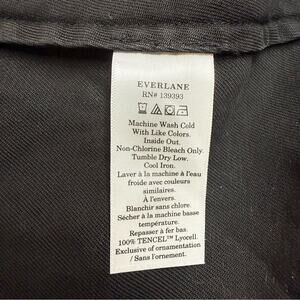 EVERLANE
RN# 139393
Machine Wash Cold
With Like Colors.
Inside Out.
Non-Chlorine Bleach Only.
Tumble Dry Low.
Cool Iron.
Laver à la machine à l'eau
froide avec couleurs
similaires.
À l'envers.
Blanchir sans chlore.
Sécher à la machine basse
température.
Repasser à fer bas.
100% TENCEL™ Lyocell.
Exclusive of ornamentation
/ Sans l'ornement.